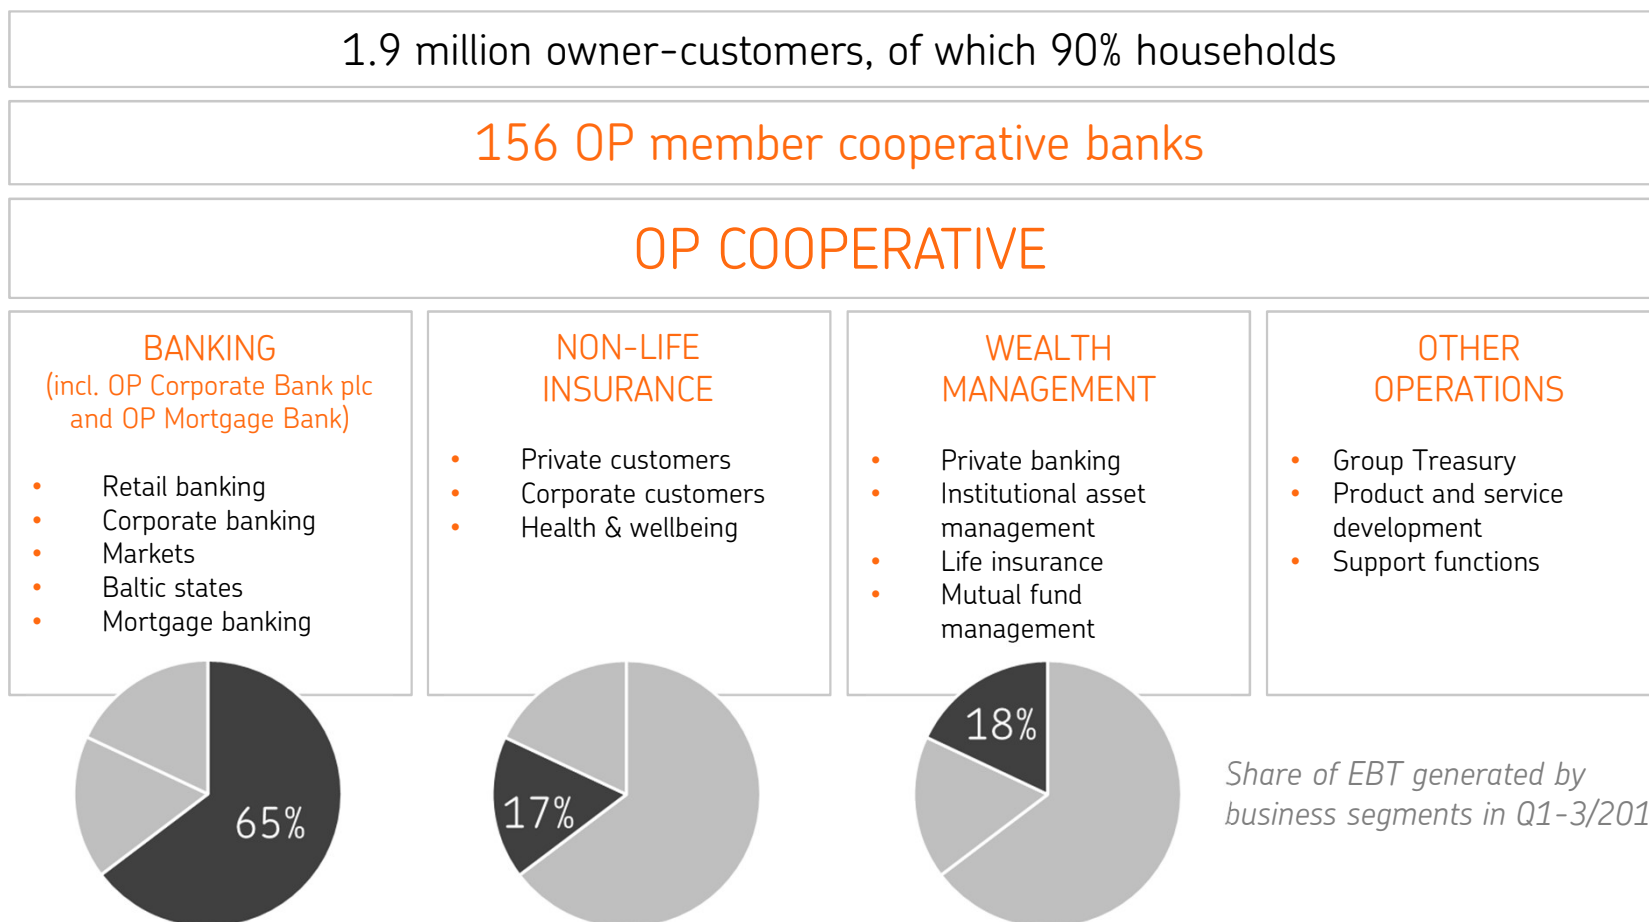 1.9 million owner-customers, of which 90% households
156 OP member cooperative banks
OP COOPERATIVE
BANKING
(incl. OP Corporate Bank plc
and OP Mortgage Bank)
• Retail banking
• Corporate banking
• Markets
• Baltic states
• Mortgage banking
65%
NON-LIFE
INSURANCE
• Private customers
• Corporate customers
• Health & wellbeing
17%
WEALTH
MANAGEMENT
• Private banking
• Institutional asset
management
• Life insurance
• Mutual fund
management
18%
OTHER
OPERATIONS
• Group Treasury
• Product and service
development
• Support functions
Share of EBT generated by
business segments in Q1-3/201